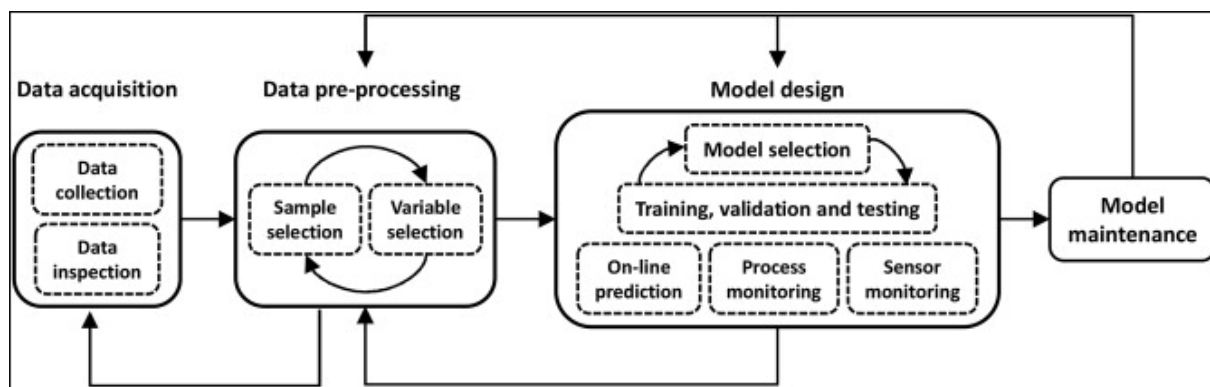 Data acquisition
Data pre-processing
Model design
Data
collection
Data
inspection
Sample
selection
Variable
selection
Model selection
Training, validation and testing
On-line
prediction
Process
monitoring
Sensor
monitoring
Model
maintenance